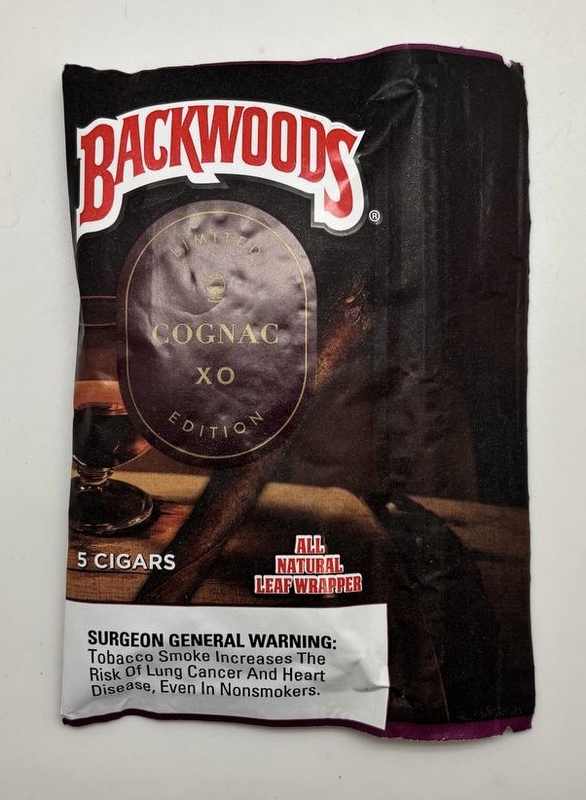 BACKWOODS®
LIMITED
COGNAC
XO
EDITION
5 CIGARS
ALL
NATURAL
LEAF WRAPPER
SURGEON GENERAL WARNING:
Tobacco Smoke Increases The
Risk Of Lung Cancer And Heart
Disease, Even In Nonsmokers.